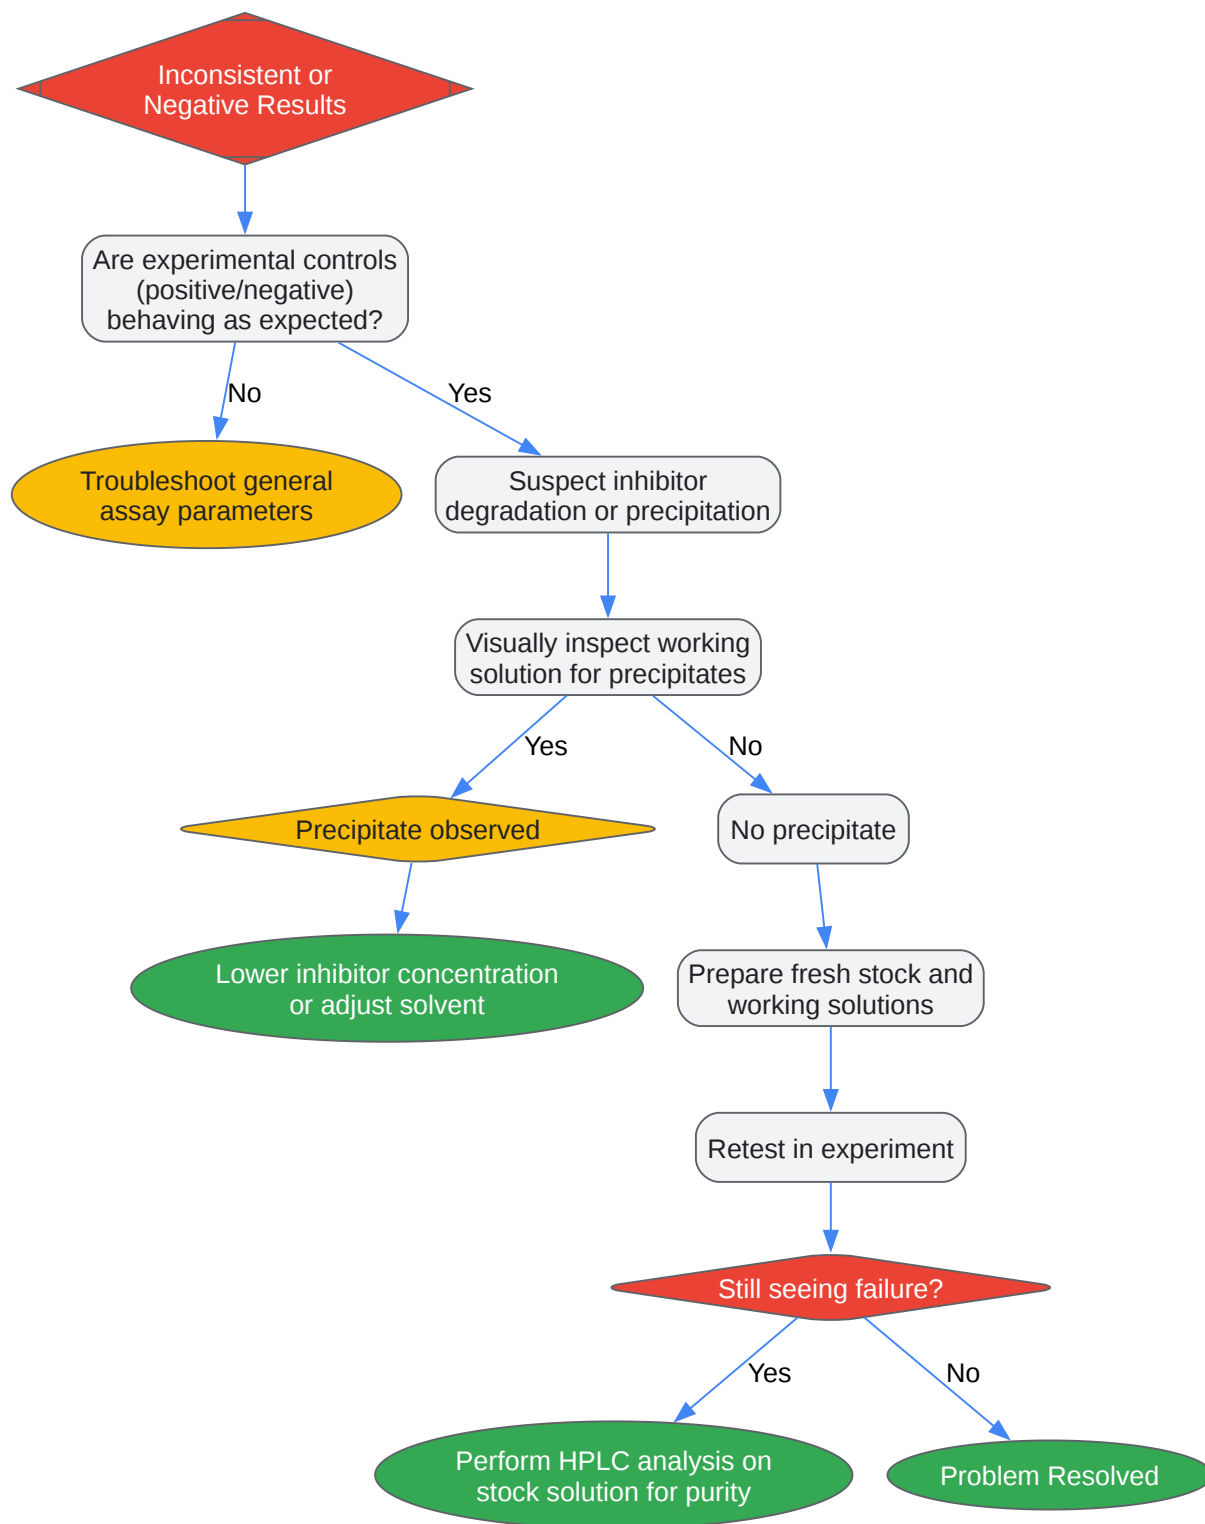 Inconsistent or
Negative Results
Are experimental controls
(positive/negative)
behaving as expected?
No
Yes
Troubleshoot general
assay parameters
Suspect inhibitor
degradation or precipitation
Visually inspect working
solution for precipitates
Yes
No
Precipitate observed
No precipitate
Lower inhibitor concentration
or adjust solvent
Prepare fresh stock and
working solutions
Retest in experiment
Still seeing failure?
Yes
No
Perform HPLC analysis on
stock solution for purity
Problem Resolved